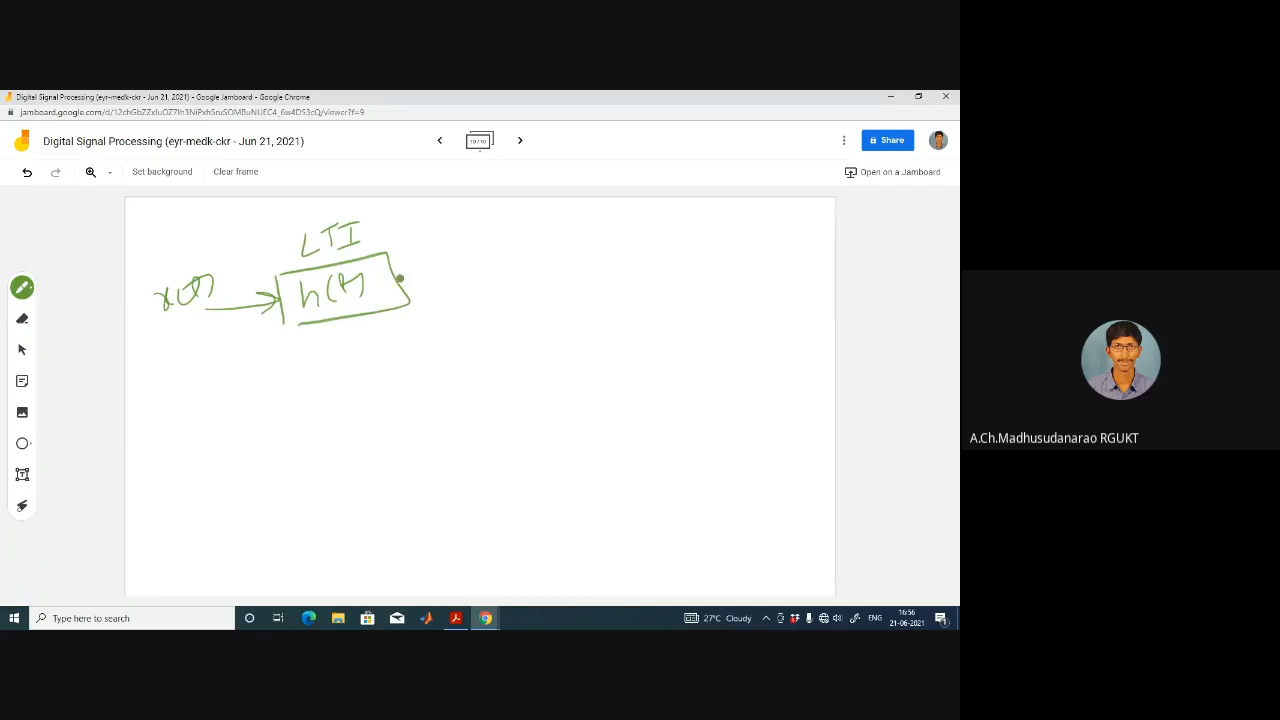 Digital Signal Processing (eyr-medk-ckr - Jun 21, 2021) - Google Jamboard - Google Chrome
Digital Signal Processing (eyr-medk-ckr - Jun 21, 2021)
10 / 10
Share
Set background
Clear frame
Open on a Jamboard
LTI
x(t)
h(t)
A.Ch.Madhusudanarao RGUKT
Type here to search
27°C Cloudy
ENG
16:56
21-06-2021